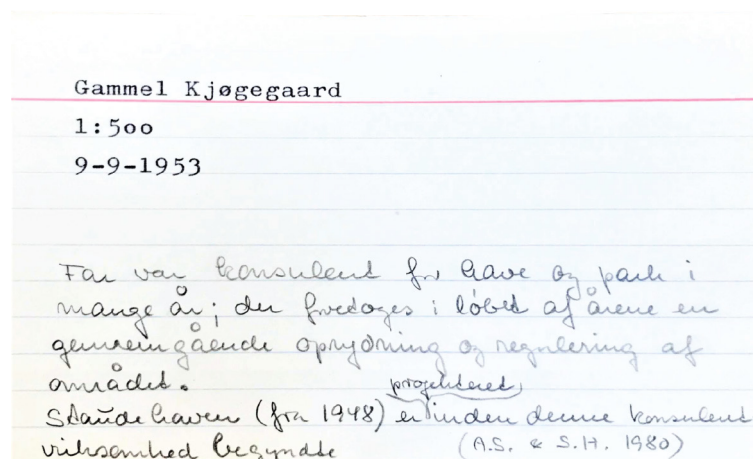 Gammel Kjøgegaard
1:5oo
9-9-1953
Far var konsulent for have og park i
mange år; der foretoges i løbet af årene en
gennemgående oprydning og regulering af
området.
projekteret
Staudehaven (fra 1948) er inden denne konsulent
virksomhed begyndte (A.S. & S.H. 1980)